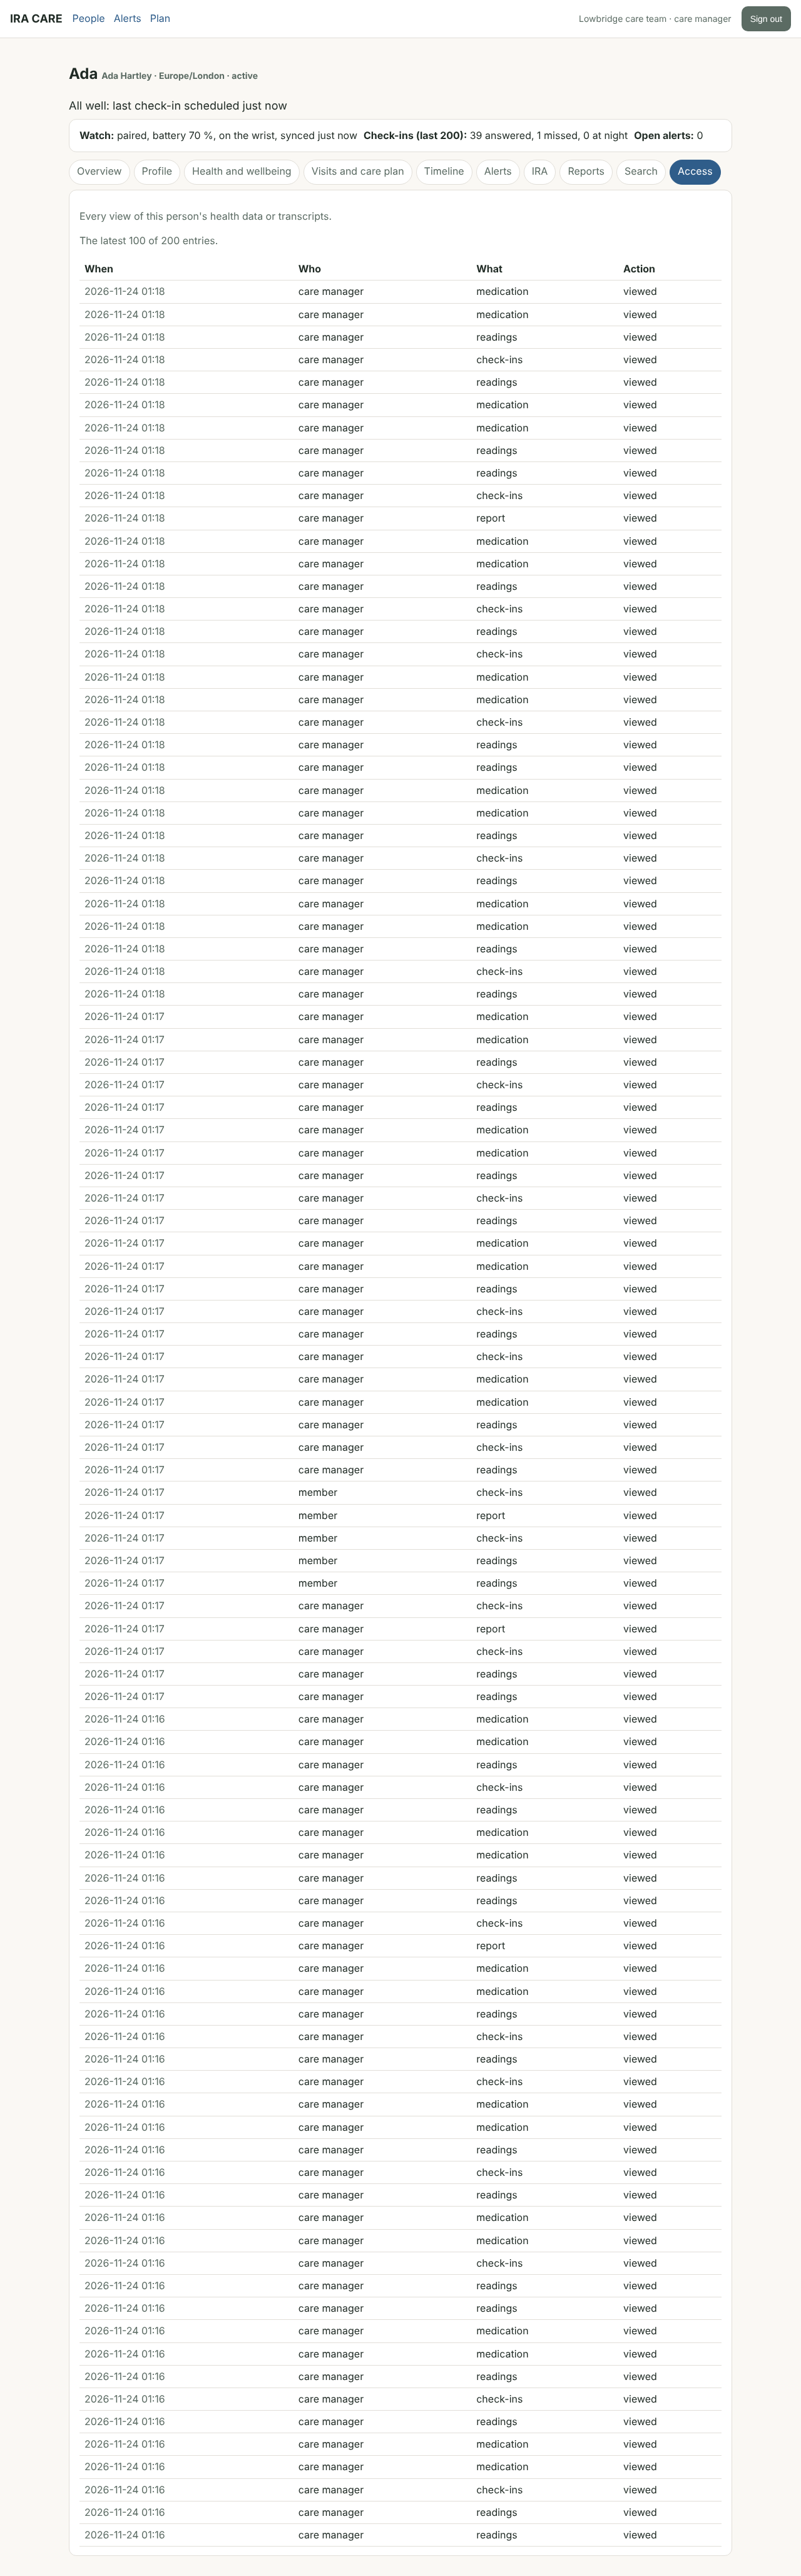 IRA CARE People Alerts Plan Lowbridge care team · care manager Sign out
Ada Ada Hartley · Europe/London · active
All well: last check-in scheduled just now
Watch: paired, battery 70 %, on the wrist, synced just now Check-ins (last 200): 39 answered, 1 missed, 0 at night Open alerts: 0
Overview Profile Health and wellbeing Visits and care plan Timeline Alerts IRA Reports Search Access
Every view of this person's health data or transcripts.
The latest 100 of 200 entries.
When Who What Action
2026-11-24 01:18 care manager medication viewed
2026-11-24 01:18 care manager medication viewed
2026-11-24 01:18 care manager readings viewed
2026-11-24 01:18 care manager check-ins viewed
2026-11-24 01:18 care manager readings viewed
2026-11-24 01:18 care manager medication viewed
2026-11-24 01:18 care manager medication viewed
2026-11-24 01:18 care manager readings viewed
2026-11-24 01:18 care manager readings viewed
2026-11-24 01:18 care manager check-ins viewed
2026-11-24 01:18 care manager report viewed
2026-11-24 01:18 care manager medication viewed
2026-11-24 01:18 care manager medication viewed
2026-11-24 01:18 care manager readings viewed
2026-11-24 01:18 care manager check-ins viewed
2026-11-24 01:18 care manager readings viewed
2026-11-24 01:18 care manager check-ins viewed
2026-11-24 01:18 care manager medication viewed
2026-11-24 01:18 care manager medication viewed
2026-11-24 01:18 care manager check-ins viewed
2026-11-24 01:18 care manager readings viewed
2026-11-24 01:18 care manager readings viewed
2026-11-24 01:18 care manager medication viewed
2026-11-24 01:18 care manager medication viewed
2026-11-24 01:18 care manager readings viewed
2026-11-24 01:18 care manager check-ins viewed
2026-11-24 01:18 care manager readings viewed
2026-11-24 01:18 care manager medication viewed
2026-11-24 01:18 care manager medication viewed
2026-11-24 01:18 care manager readings viewed
2026-11-24 01:18 care manager check-ins viewed
2026-11-24 01:18 care manager readings viewed
2026-11-24 01:17 care manager medication viewed
2026-11-24 01:17 care manager medication viewed
2026-11-24 01:17 care manager readings viewed
2026-11-24 01:17 care manager check-ins viewed
2026-11-24 01:17 care manager readings viewed
2026-11-24 01:17 care manager medication viewed
2026-11-24 01:17 care manager medication viewed
2026-11-24 01:17 care manager readings viewed
2026-11-24 01:17 care manager check-ins viewed
2026-11-24 01:17 care manager readings viewed
2026-11-24 01:17 care manager medication viewed
2026-11-24 01:17 care manager medication viewed
2026-11-24 01:17 care manager readings viewed
2026-11-24 01:17 care manager check-ins viewed
2026-11-24 01:17 care manager readings viewed
2026-11-24 01:17 care manager check-ins viewed
2026-11-24 01:17 care manager medication viewed
2026-11-24 01:17 care manager medication viewed
2026-11-24 01:17 care manager readings viewed
2026-11-24 01:17 care manager check-ins viewed
2026-11-24 01:17 care manager readings viewed
2026-11-24 01:17 member check-ins viewed
2026-11-24 01:17 member report viewed
2026-11-24 01:17 member check-ins viewed
2026-11-24 01:17 member readings viewed
2026-11-24 01:17 member readings viewed
2026-11-24 01:17 care manager check-ins viewed
2026-11-24 01:17 care manager report viewed
2026-11-24 01:17 care manager check-ins viewed
2026-11-24 01:17 care manager readings viewed
2026-11-24 01:17 care manager readings viewed
2026-11-24 01:16 care manager medication viewed
2026-11-24 01:16 care manager medication viewed
2026-11-24 01:16 care manager readings viewed
2026-11-24 01:16 care manager check-ins viewed
2026-11-24 01:16 care manager readings viewed
2026-11-24 01:16 care manager medication viewed
2026-11-24 01:16 care manager medication viewed
2026-11-24 01:16 care manager readings viewed
2026-11-24 01:16 care manager readings viewed
2026-11-24 01:16 care manager check-ins viewed
2026-11-24 01:16 care manager report viewed
2026-11-24 01:16 care manager medication viewed
2026-11-24 01:16 care manager medication viewed
2026-11-24 01:16 care manager readings viewed
2026-11-24 01:16 care manager check-ins viewed
2026-11-24 01:16 care manager readings viewed
2026-11-24 01:16 care manager check-ins viewed
2026-11-24 01:16 care manager medication viewed
2026-11-24 01:16 care manager medication viewed
2026-11-24 01:16 care manager readings viewed
2026-11-24 01:16 care manager check-ins viewed
2026-11-24 01:16 care manager readings viewed
2026-11-24 01:16 care manager medication viewed
2026-11-24 01:16 care manager medication viewed
2026-11-24 01:16 care manager check-ins viewed
2026-11-24 01:16 care manager readings viewed
2026-11-24 01:16 care manager readings viewed
2026-11-24 01:16 care manager medication viewed
2026-11-24 01:16 care manager medication viewed
2026-11-24 01:16 care manager readings viewed
2026-11-24 01:16 care manager check-ins viewed
2026-11-24 01:16 care manager readings viewed
2026-11-24 01:16 care manager medication viewed
2026-11-24 01:16 care manager medication viewed
2026-11-24 01:16 care manager check-ins viewed
2026-11-24 01:16 care manager readings viewed
2026-11-24 01:16 care manager readings viewed